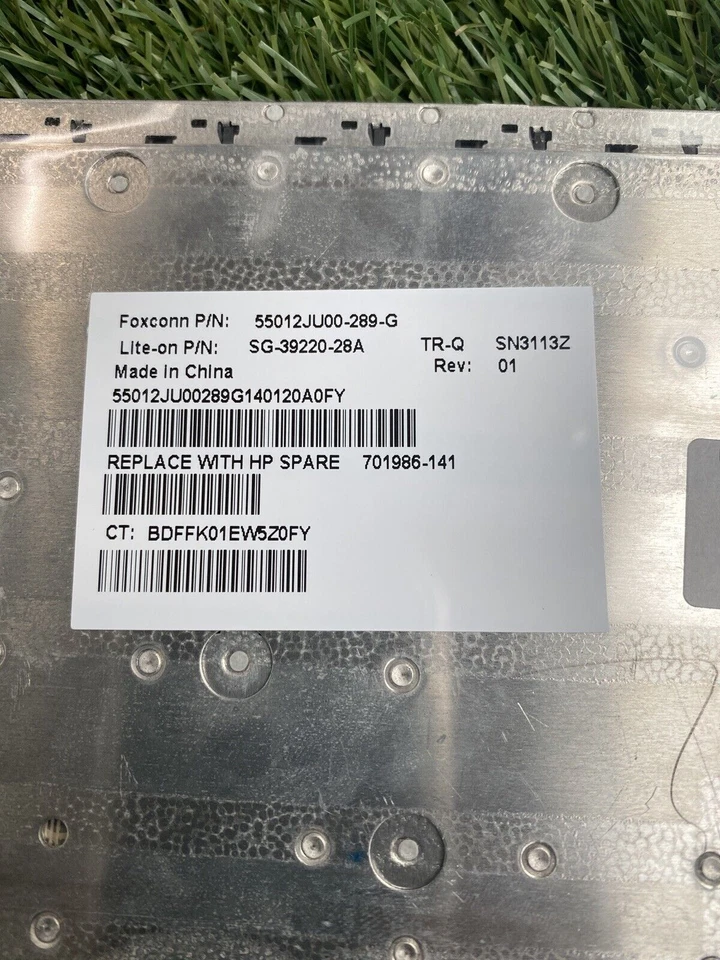 Foxconn P/N: 55012JU00-289-G
Lite-on P/N: SG-39220-28A TR-Q SN3113Z
Made in China Rev: 01
55012JU00289G140120A0FY
REPLACE WITH HP SPARE 701986-141
CT: BDFFK01EW5Z0FY